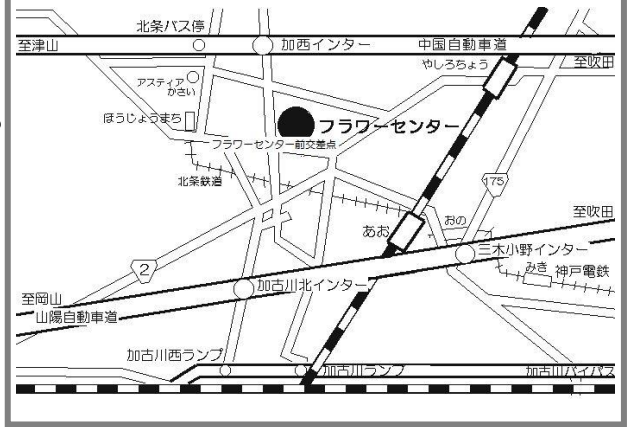 北条バス停
至津山
加西インター
中国自動車道
やしろちょう
至吹田
アスティア
かさい
ほうじょうまち
フラワーセンター
フラワーセンター前交差点
北条鉄道
175
あお
おの
至吹田
三木小野インター
みき
神戸電鉄
2
加古川北インター
至岡山
山陽自動車道
加古川西ランプ
加古川ランプ
加古川バイパス